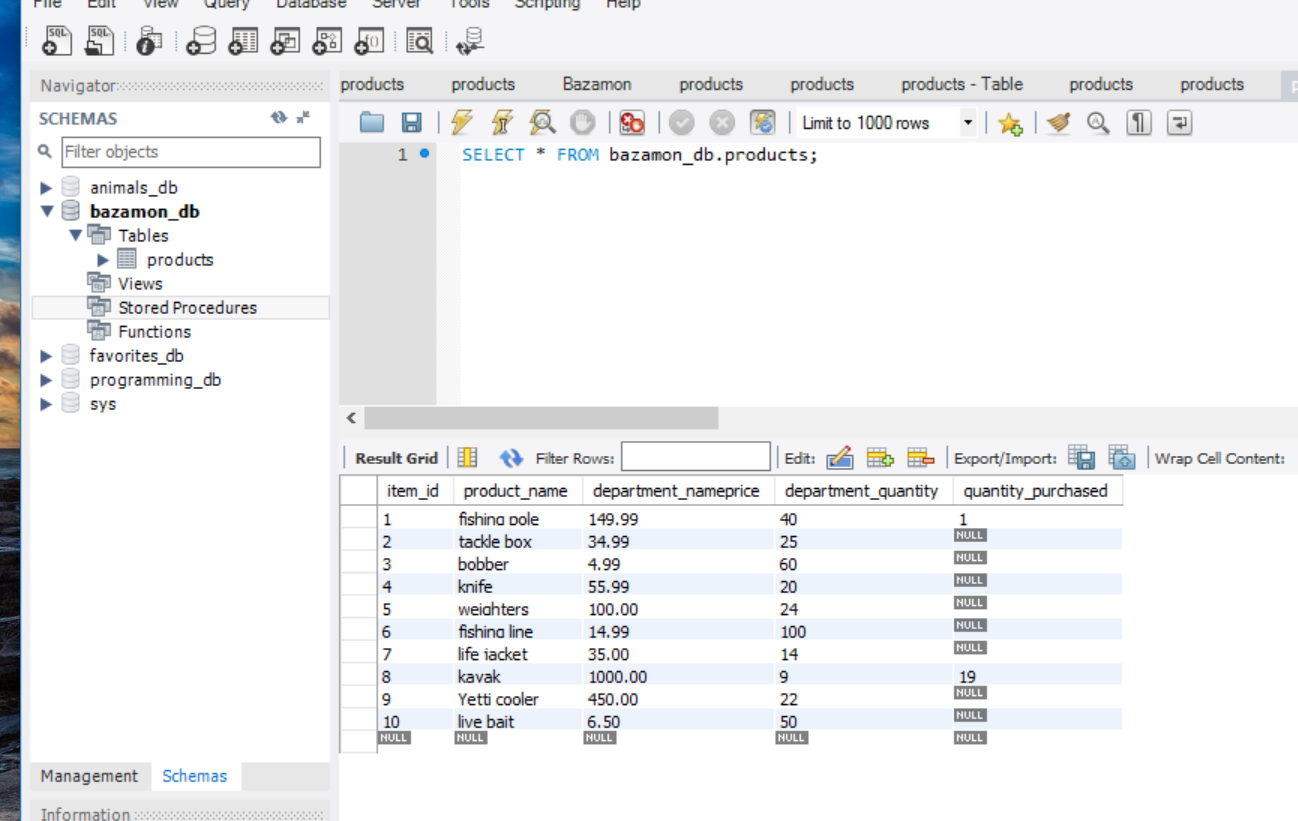 File Edit View Query Database Server Tools Scripting Help
SQL SQL
Navigator
products products Bazamon products products products - Table products products
SCHEMAS
Filter objects
animals_db
bazamon_db
Tables
products
Views
Stored Procedures
Functions
favorites_db
programming_db
sys
Management Schemas
Information
Limit to 1000 rows
1 SELECT * FROM bazamon_db.products;
Result Grid Filter Rows: Edit: Export/Import: Wrap Cell Content:
item_id product_name department_nameprice department_quantity quantity_purchased
1 fishing pole 149.99 40 1
2 tackle box 34.99 25 NULL
3 bobber 4.99 60 NULL
4 knife 55.99 20 NULL
5 weighters 100.00 24 NULL
6 fishing line 14.99 100 NULL
7 life jacket 35.00 14 NULL
8 kayak 1000.00 9 19
9 Yetti cooler 450.00 22 NULL
10 live bait 6.50 50 NULL
NULL NULL NULL NULL NULL